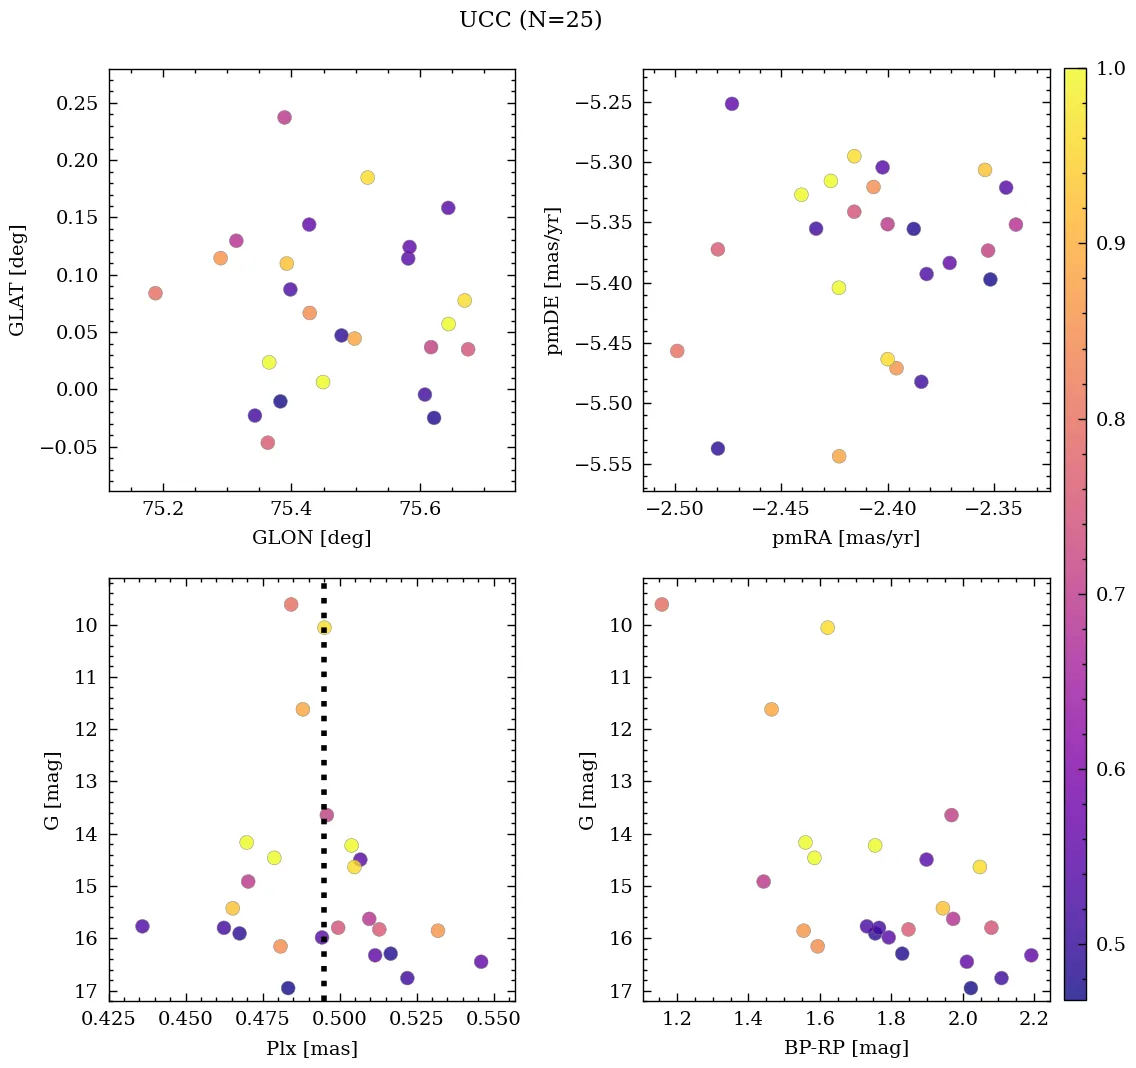 UCC (N=25)
0.25
0.20
0.15
0.10
0.05
0.00
−0.05
GLAT [deg]
75.2 75.4 75.6
GLON [deg]
−5.25
−5.30
−5.35
−5.40
−5.45
−5.50
−5.55
pmDE [mas/yr]
−2.50 −2.45 −2.40 −2.35
pmRA [mas/yr]
10
11
12
13
14
15
16
17
G [mag]
0.425 0.450 0.475 0.500 0.525 0.550
Plx [mas]
10
11
12
13
14
15
16
17
G [mag]
1.2 1.4 1.6 1.8 2.0 2.2
BP-RP [mag]
1.0
0.9
0.8
0.7
0.6
0.5